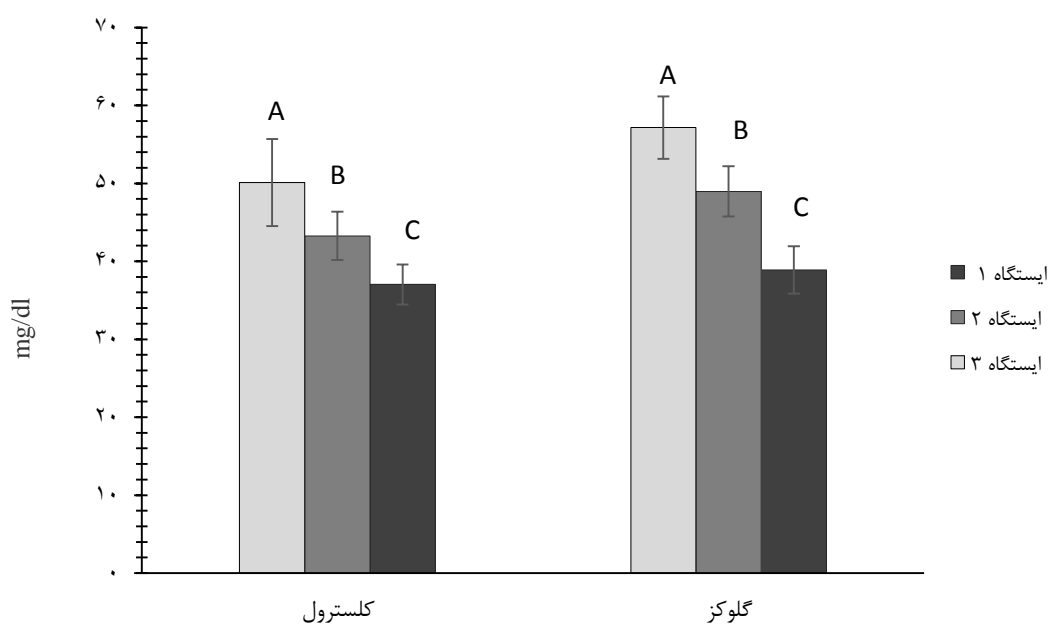 mg/dl
۷۰
۶۰
۵۰
۴۰
۳۰
۲۰
۱۰
۰
A
B
C
A
B
C
کلسترول
گلوکز
ایستگاه ۱
ایستگاه ۲
ایستگاه ۳